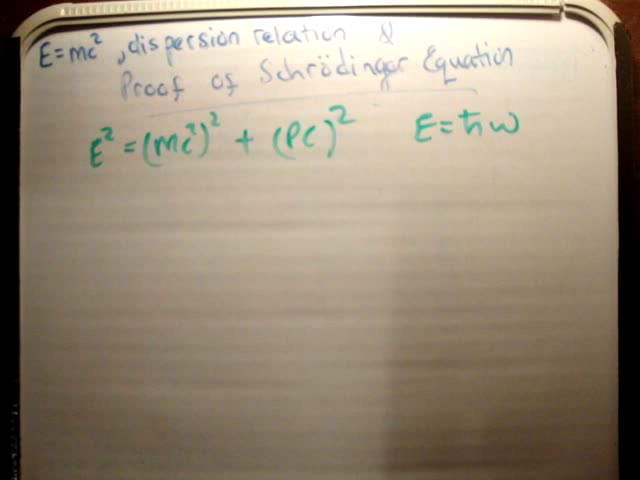 E=mc², dispersion relation &
Proof of Schrödinger Equation
E² = (mc²)² + (Pc)² E=ħω